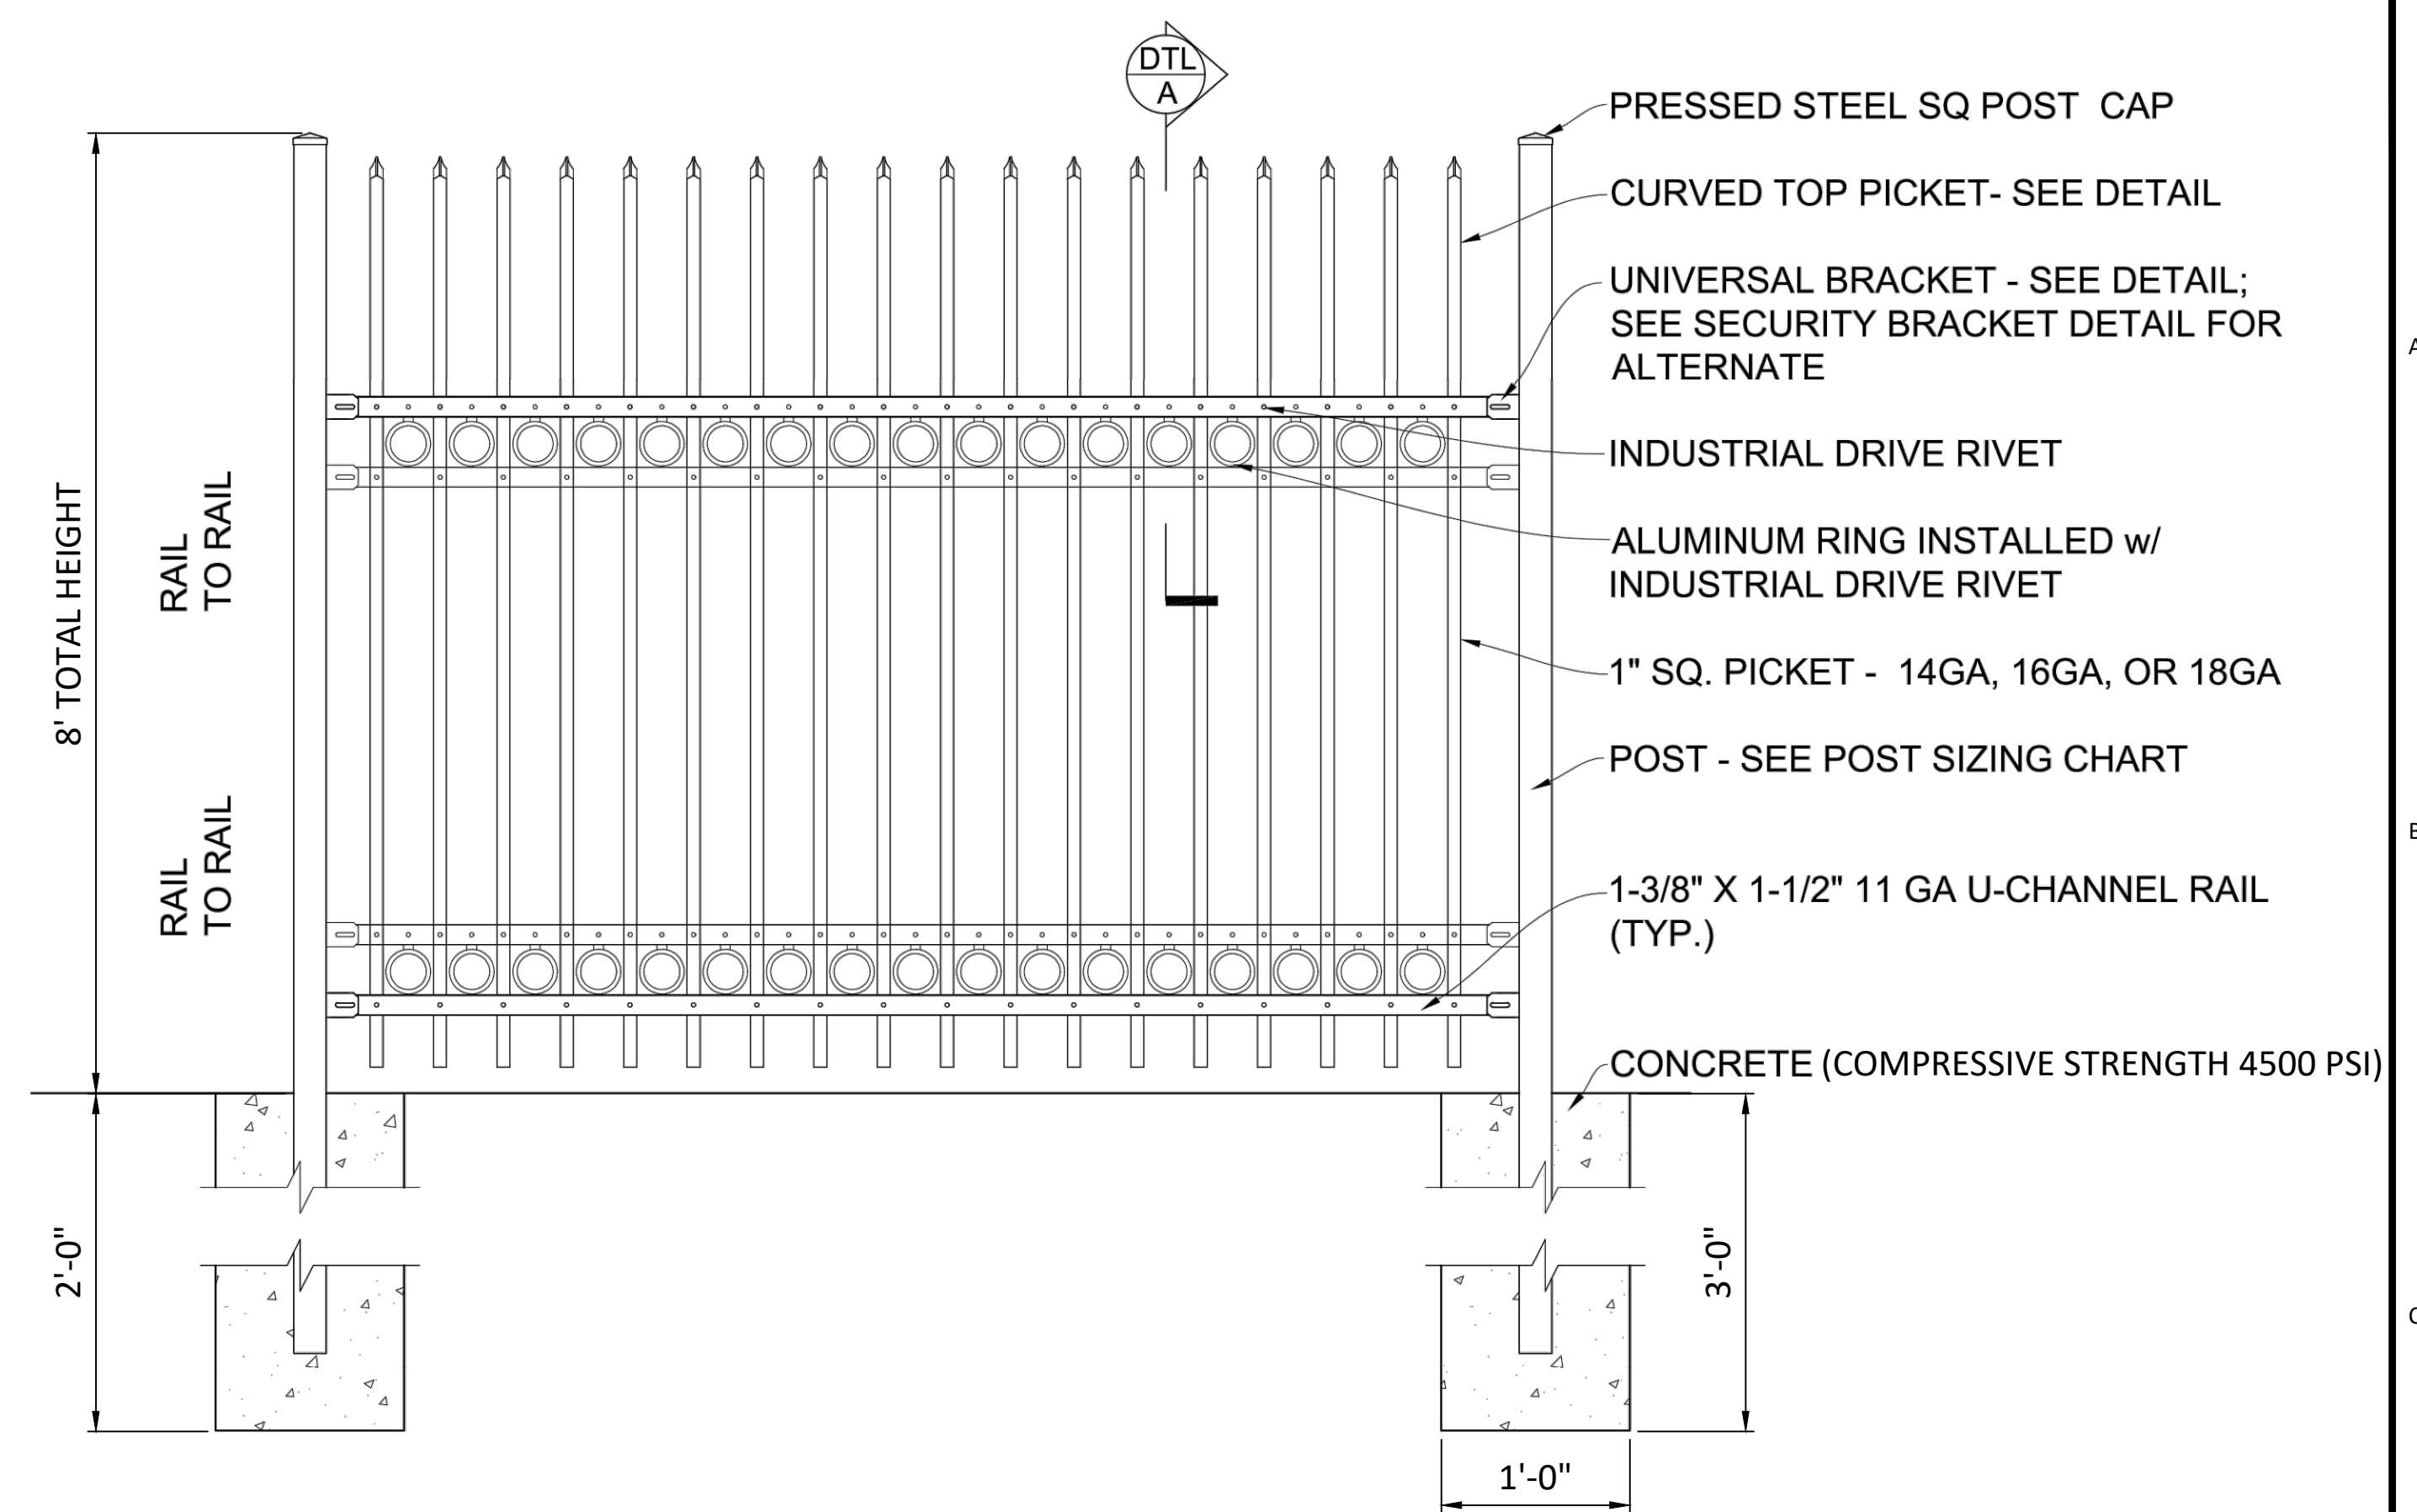 DTL
A
PRESSED STEEL SQ POST CAP
CURVED TOP PICKET- SEE DETAIL
UNIVERSAL BRACKET - SEE DETAIL;
SEE SECURITY BRACKET DETAIL FOR
ALTERNATE
INDUSTRIAL DRIVE RIVET
ALUMINUM RING INSTALLED w/
INDUSTRIAL DRIVE RIVET
1" SQ. PICKET - 14GA, 16GA, OR 18GA
POST - SEE POST SIZING CHART
1-3/8" X 1-1/2" 11 GA U-CHANNEL RAIL
(TYP.)
CONCRETE (COMPRESSIVE STRENGTH 4500 PSI)
8' TOTAL HEIGHT
RAIL
TO RAIL
RAIL
TO RAIL
2'-0"
3'-0"
1'-0"